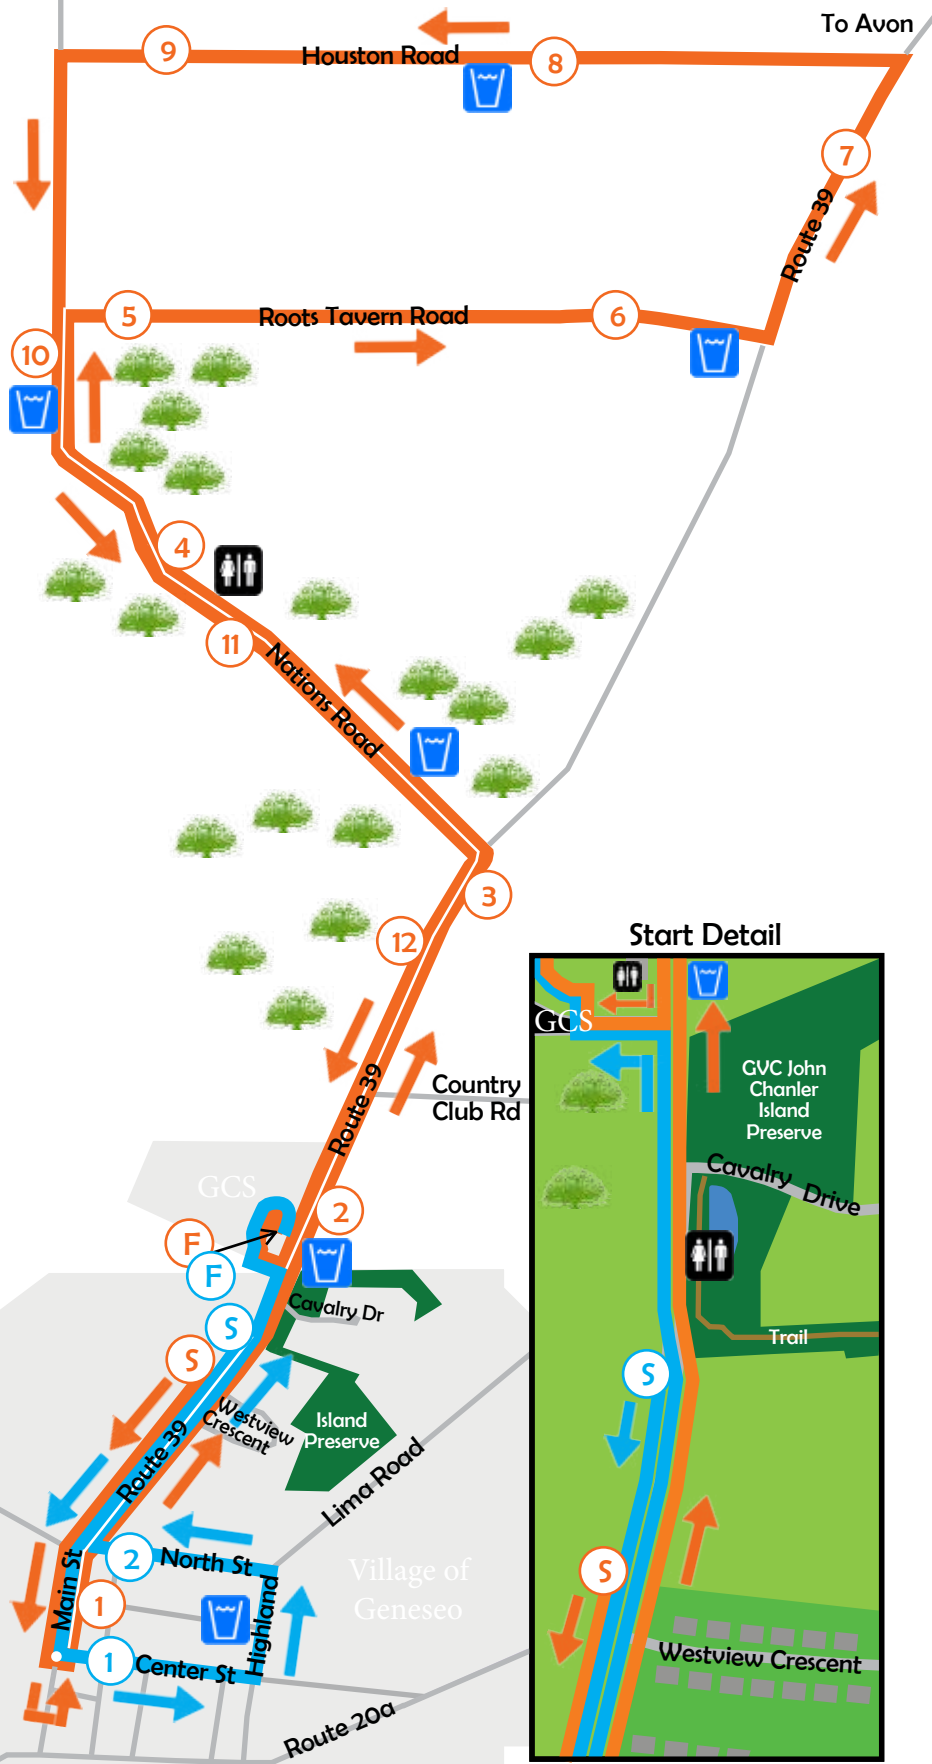 To Avon
9
Houston Road
8
7
Route 39
5
Roots Tavern Road
6
10
4
11
Nations Road
3
12
Route 39
Country
Club Rd
GCS
2
F
F
S
S
Cavalry Dr
Westview
Crescent
Island
Preserve
Route 39
Lima Road
2
North St
Main St
1
Highland
Village of
Geneseo
1
Center St
Route 20a
Start Detail
GCS
GVC John
Chanler
Island
Preserve
Cavalry Drive
Trail
S
S
Westview Crescent